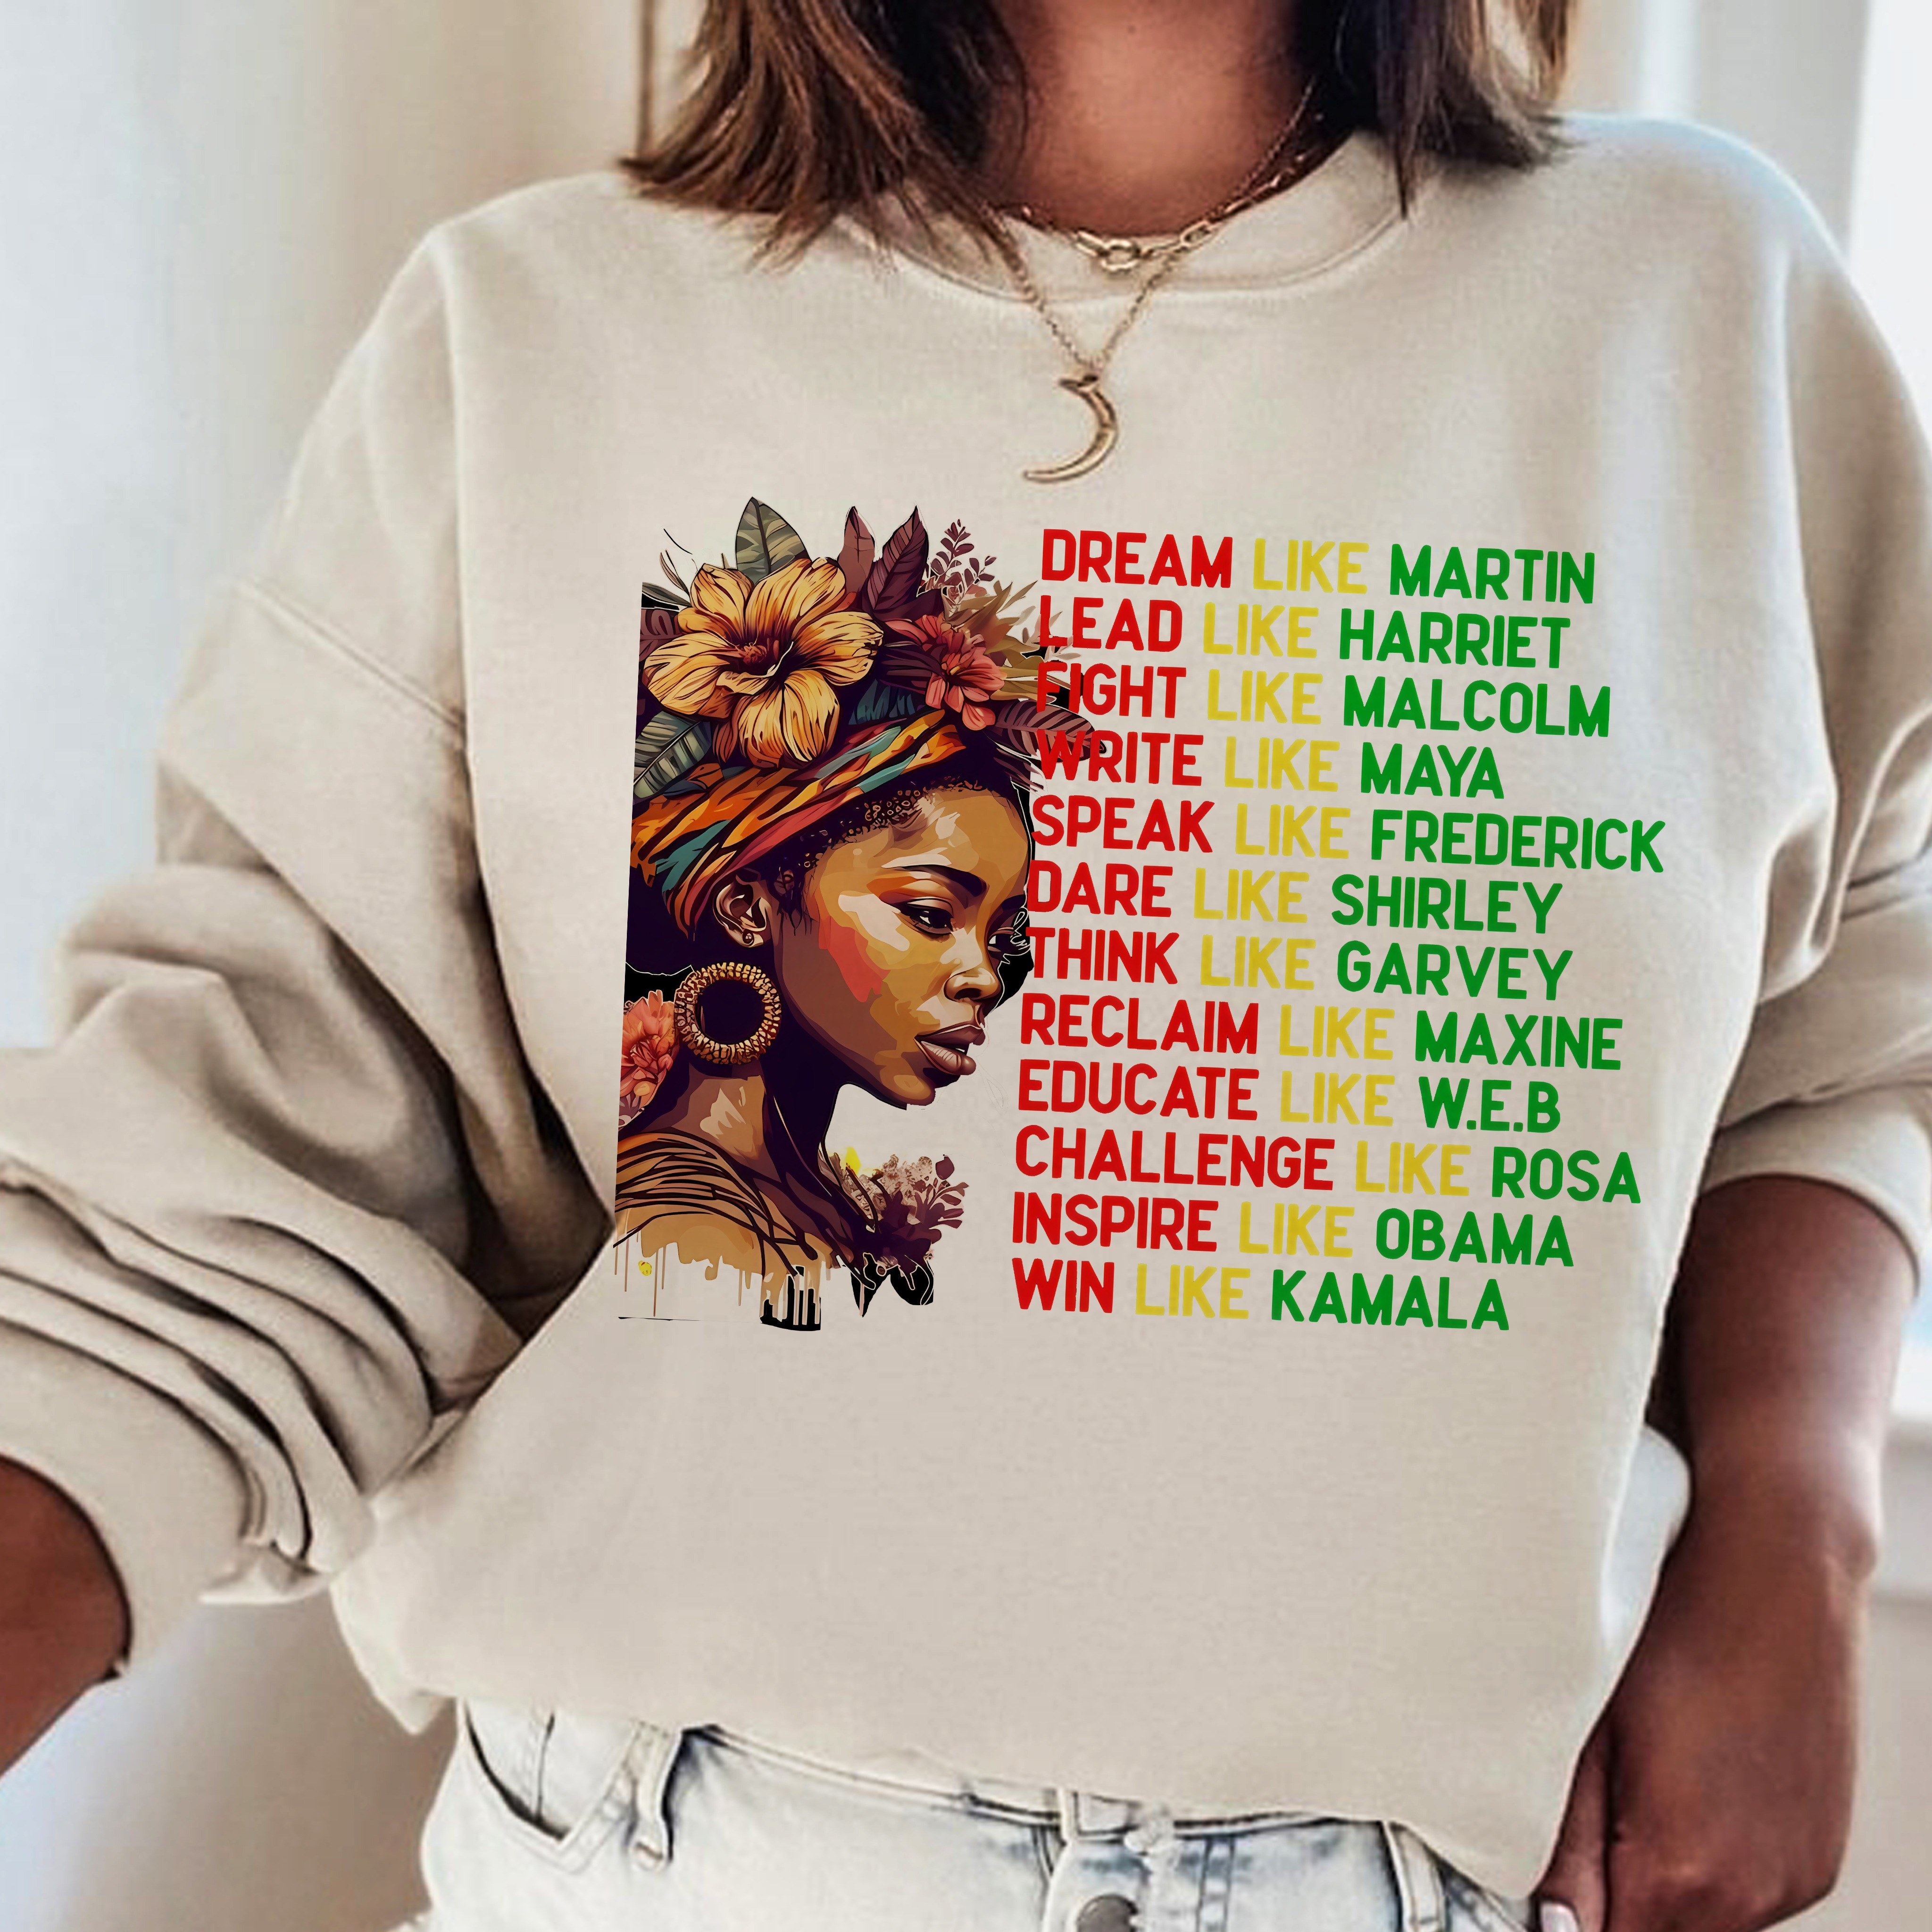 DREAM LIKE MARTIN
LEAD LIKE HARRIET
FIGHT LIKE MALCOLM
WRITE LIKE MAYA
SPEAK LIKE FREDERICK
DARE LIKE SHIRLEY
THINK LIKE GARVEY
RECLAIM LIKE MAXINE
EDUCATE LIKE W.E.B
CHALLENGE LIKE ROSA
INSPIRE LIKE OBAMA
WIN LIKE KAMALA